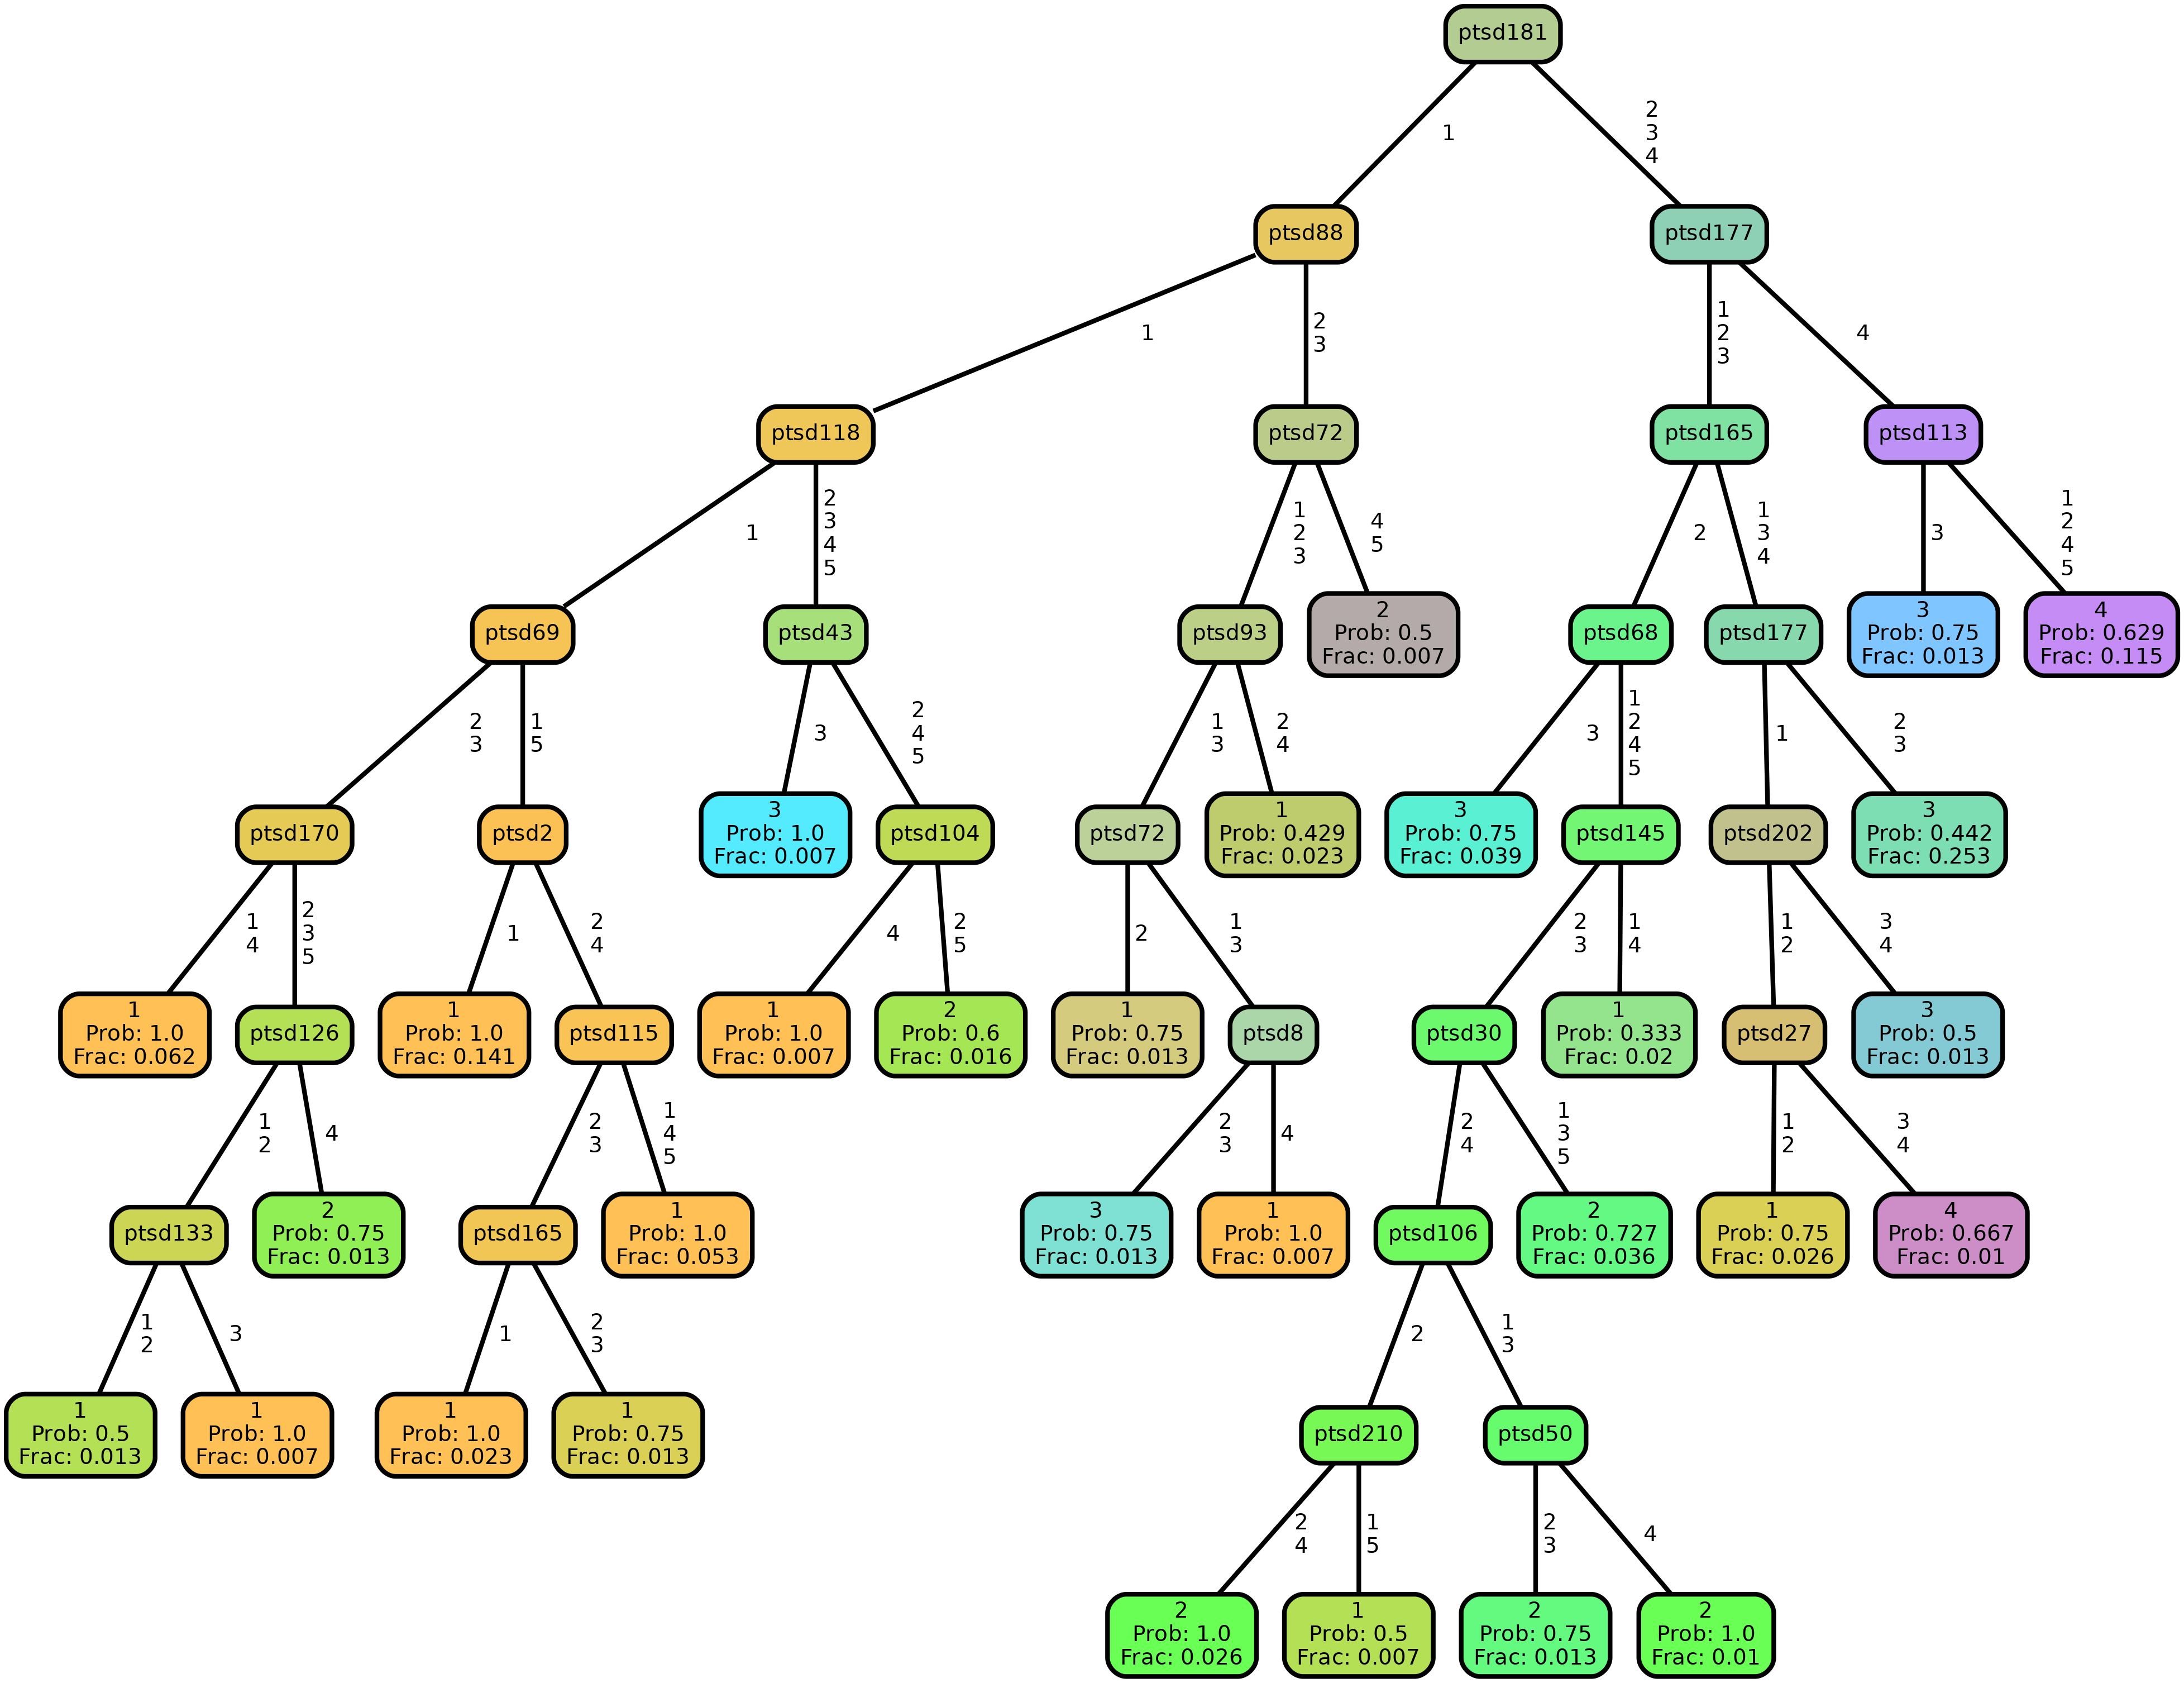 ptsd181
1
2
3
4
ptsd88
ptsd177
1
2
3
1
2
3
4
ptsd118
ptsd72
ptsd165
ptsd113
1
2
3
4
5
1
2
3
4
5
2
1
3
4
3
1
2
4
5
ptsd69
ptsd43
ptsd93
2
Prob: 0.5
Frac: 0.007
ptsd68
ptsd177
3
Prob: 0.75
Frac: 0.013
4
Prob: 0.629
Frac: 0.115
2
3
1
5
3
2
4
5
1
3
2
4
3
1
2
4
5
1
2
3
ptsd170
ptsd2
3
Prob: 1.0
Frac: 0.007
ptsd104
ptsd72
1
Prob: 0.429
Frac: 0.023
3
Prob: 0.75
Frac: 0.039
ptsd145
ptsd202
3
Prob: 0.442
Frac: 0.253
1
4
2
3
5
1
2
4
4
2
5
2
1
3
2
3
1
4
1
2
3
4
1
Prob: 1.0
Frac: 0.062
ptsd126
1
Prob: 1.0
Frac: 0.141
ptsd115
1
Prob: 1.0
Frac: 0.007
2
Prob: 0.6
Frac: 0.016
1
Prob: 0.75
Frac: 0.013
ptsd8
ptsd30
1
Prob: 0.333
Frac: 0.02
ptsd27
3
Prob: 0.5
Frac: 0.013
1
2
4
2
3
1
4
5
2
3
4
2
4
1
3
5
1
2
3
4
ptsd133
2
Prob: 0.75
Frac: 0.013
ptsd165
1
Prob: 1.0
Frac: 0.053
3
Prob: 0.75
Frac: 0.013
1
Prob: 1.0
Frac: 0.007
ptsd106
2
Prob: 0.727
Frac: 0.036
1
Prob: 0.75
Frac: 0.026
4
Prob: 0.667
Frac: 0.01
1
2
3
1
2
3
2
1
3
1
Prob: 0.5
Frac: 0.013
1
Prob: 1.0
Frac: 0.007
1
Prob: 1.0
Frac: 0.023
1
Prob: 0.75
Frac: 0.013
ptsd210
ptsd50
2
4
1
5
2
3
4
2
Prob: 1.0
Frac: 0.026
1
Prob: 0.5
Frac: 0.007
2
Prob: 0.75
Frac: 0.013
2
Prob: 1.0
Frac: 0.01